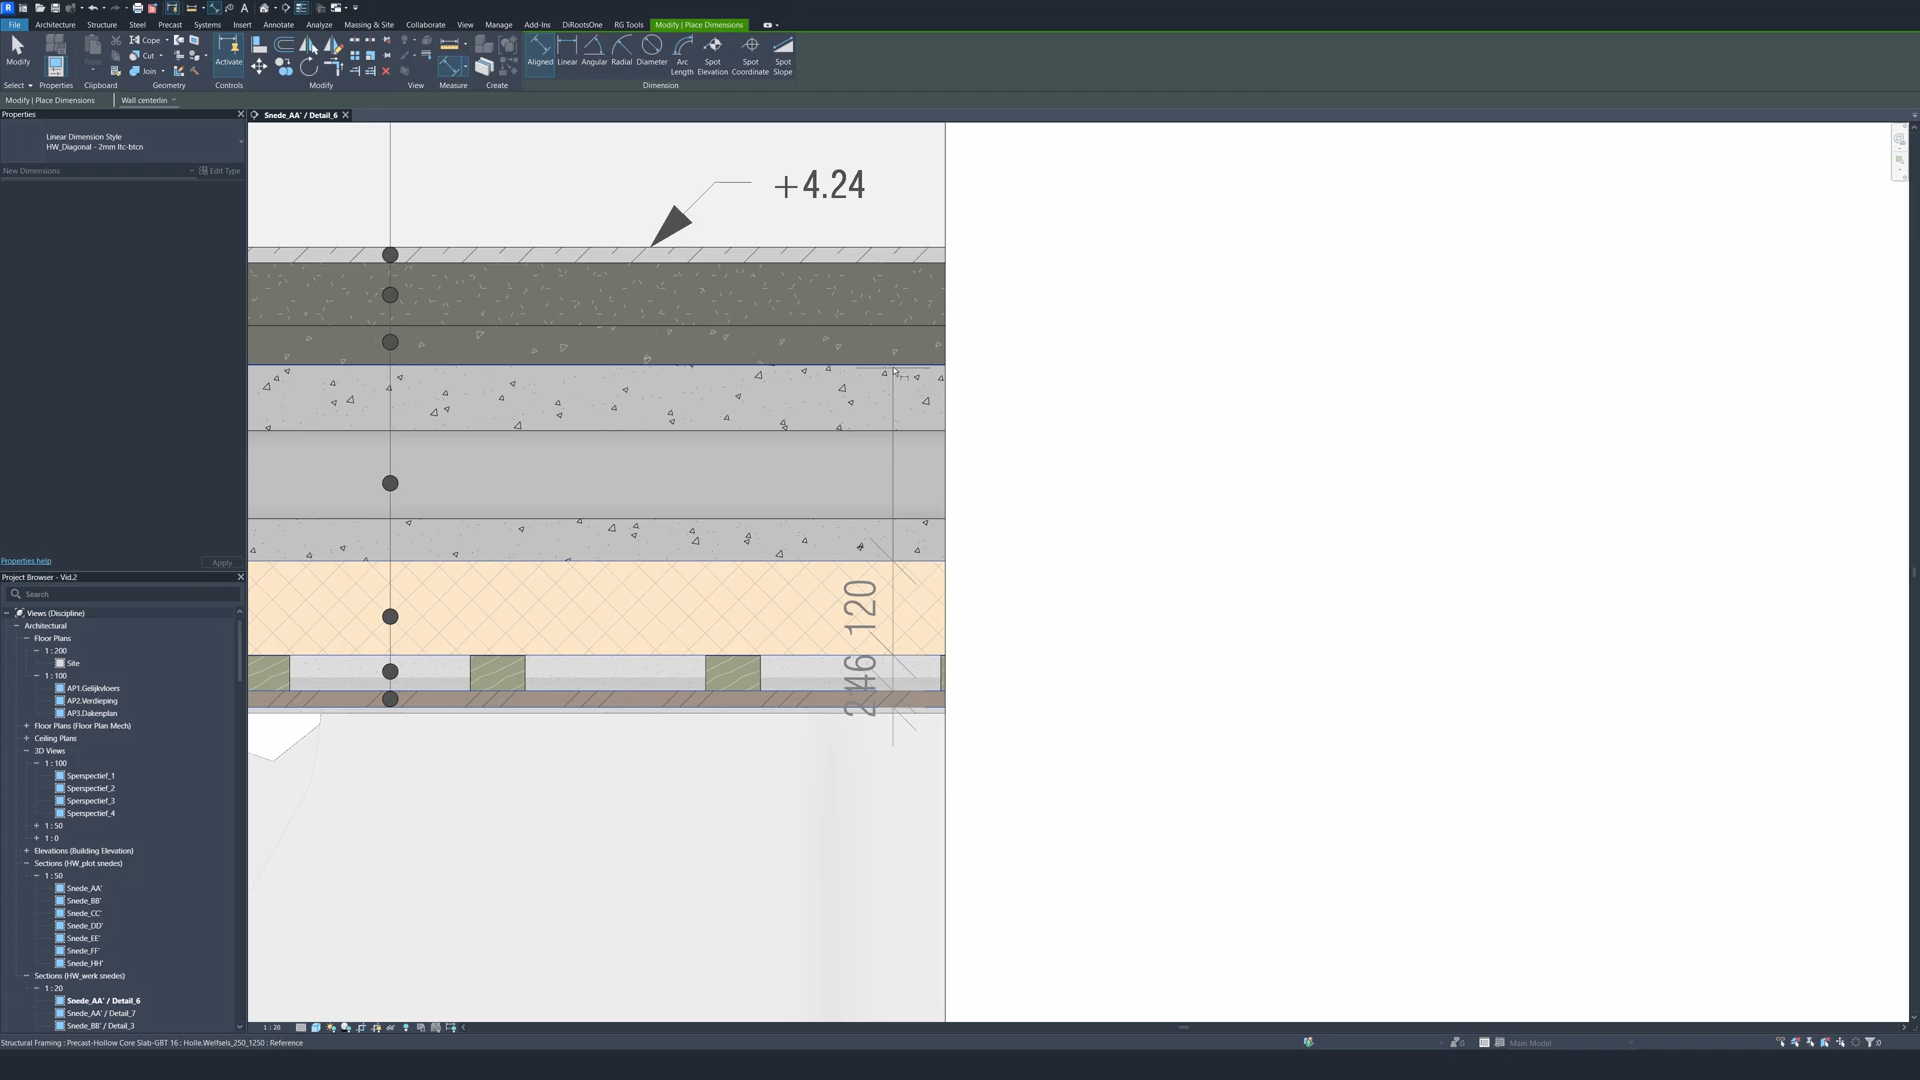 File Architecture Structure Steel Precast Systems Insert Annotate Analyze Massing & Site Collaborate View Manage Add-Ins DiRootsOne RG Tools Modify | Place Dimensions
Modify Paste Cope Cut Join Activate Aligned Linear Angular Radial Diameter Arc Length Spot Elevation Spot Coordinate Spot Slope
Select Properties Clipboard Geometry Controls Modify View Measure Create Dimension
Modify | Place Dimensions Wall centerlin
Properties
Linear Dimension Style
HW_Diagonal - 2mm ltc-btcn
New Dimensions Edit Type
Properties help Apply
Project Browser - Vid.2
Search
Views (Discipline)
Architectural
Floor Plans
1 : 200
Site
1 : 100
AP1.Gelijkvloers
AP2.Verdieping
AP3.Dakenplan
Floor Plans (Floor Plan Mech)
Ceiling Plans
3D Views
1 : 100
Sperspectief_1
Sperspectief_2
Sperspectief_3
Sperspectief_4
1 : 50
1 : 0
Elevations (Building Elevation)
Sections (HW_plot snedes)
1 : 50
Snede_AA'
Snede_BB'
Snede_CC'
Snede_DD'
Snede_EE'
Snede_FF'
Snede_HH'
Sections (HW_werk snedes)
1 : 20
Snede_AA' / Detail_6
Snede_AA' / Detail_7
Snede_BB' / Detail_3
Snede_AA' / Detail_6
+4.24
120
1 : 20
Structural Framing : Precast-Hollow Core Slab-GBT 16 : Holle.Welfsels_250_1250 : Reference
:0
Main Model
:0